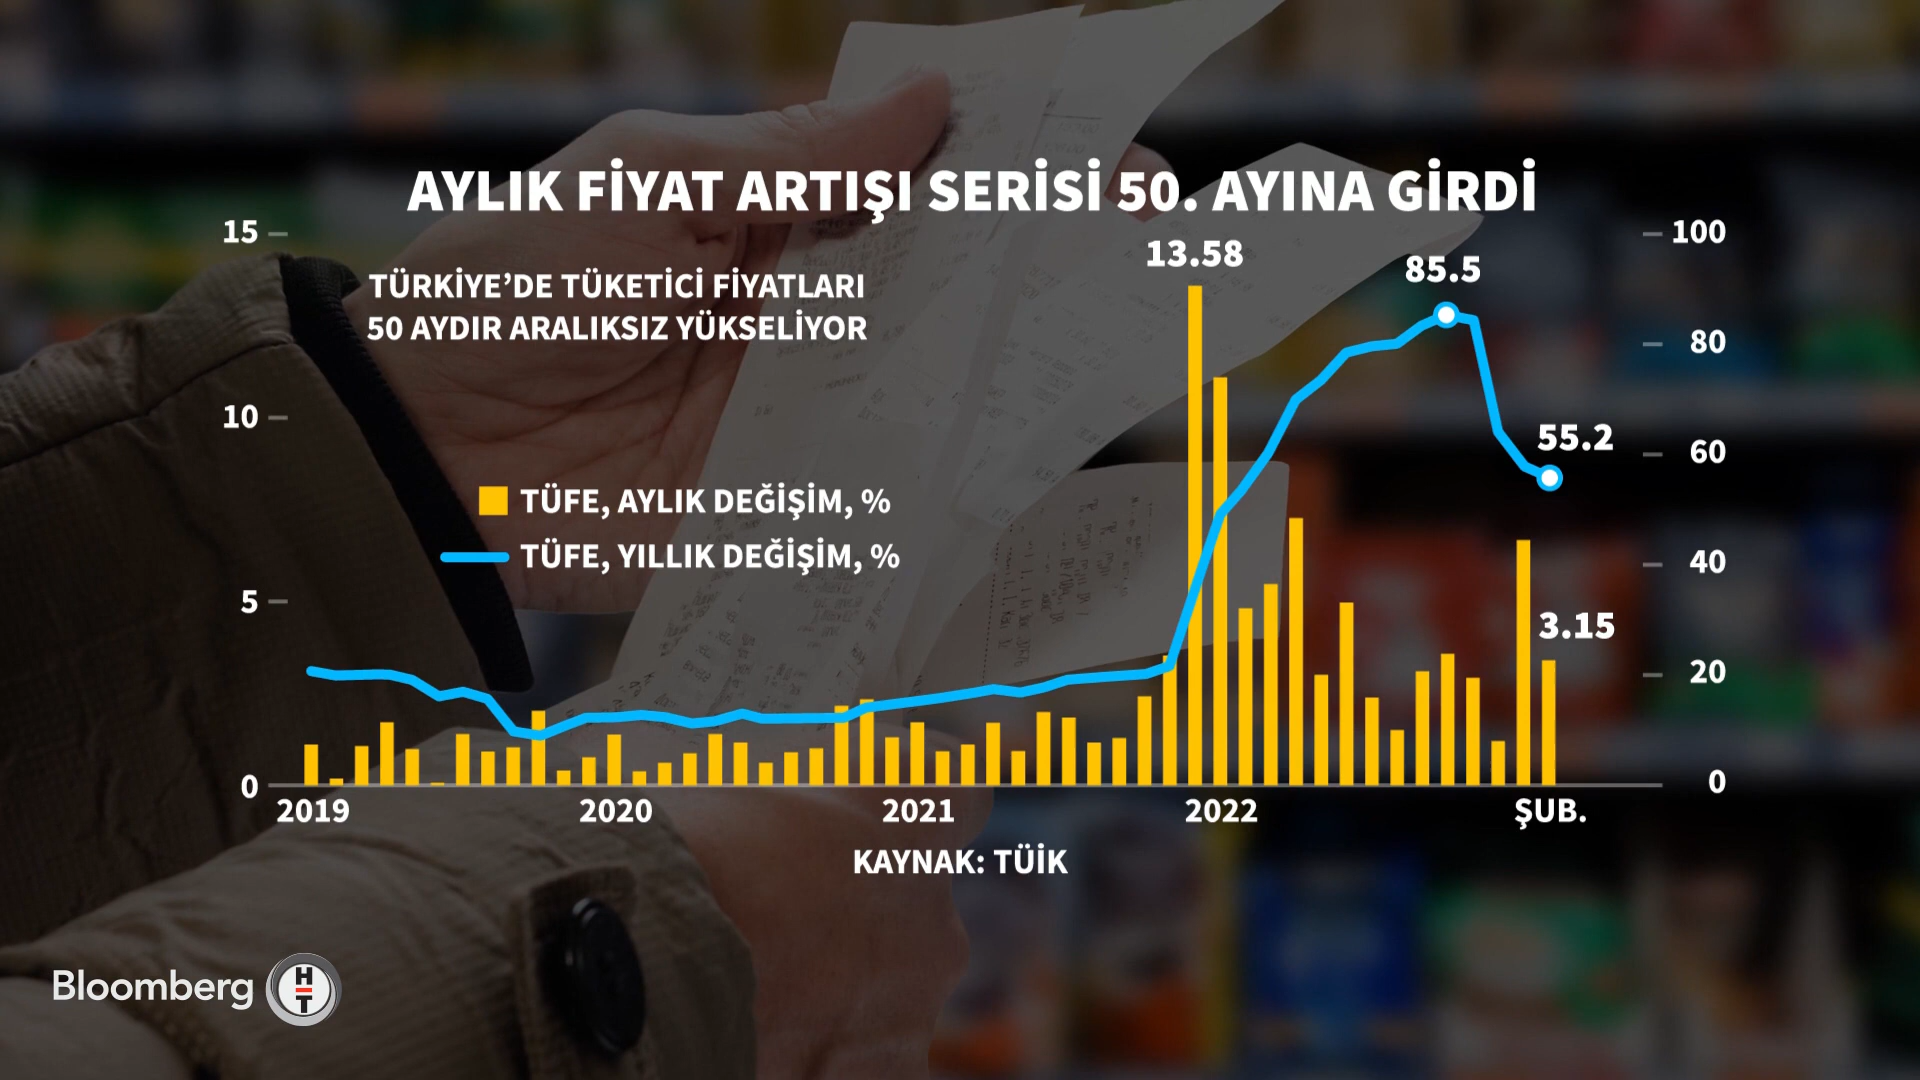 AYLIK FİYAT ARTIŞI SERİSİ 50. AYINA GİRDİ
TÜRKİYE'DE TÜKETİCİ FİYATLARI
50 AYDIR ARALIKSIZ YÜKSELİYOR
15
10
5
0
13.58
85.5
55.2
3.15
100
80
60
40
20
0
TÜFE, AYLIK DEĞİŞİM, %
TÜFE, YILLIK DEĞİŞİM, %
2019 2020 2021 2022 ŞUB.
KAYNAK: TÜİK
Bloomberg HT